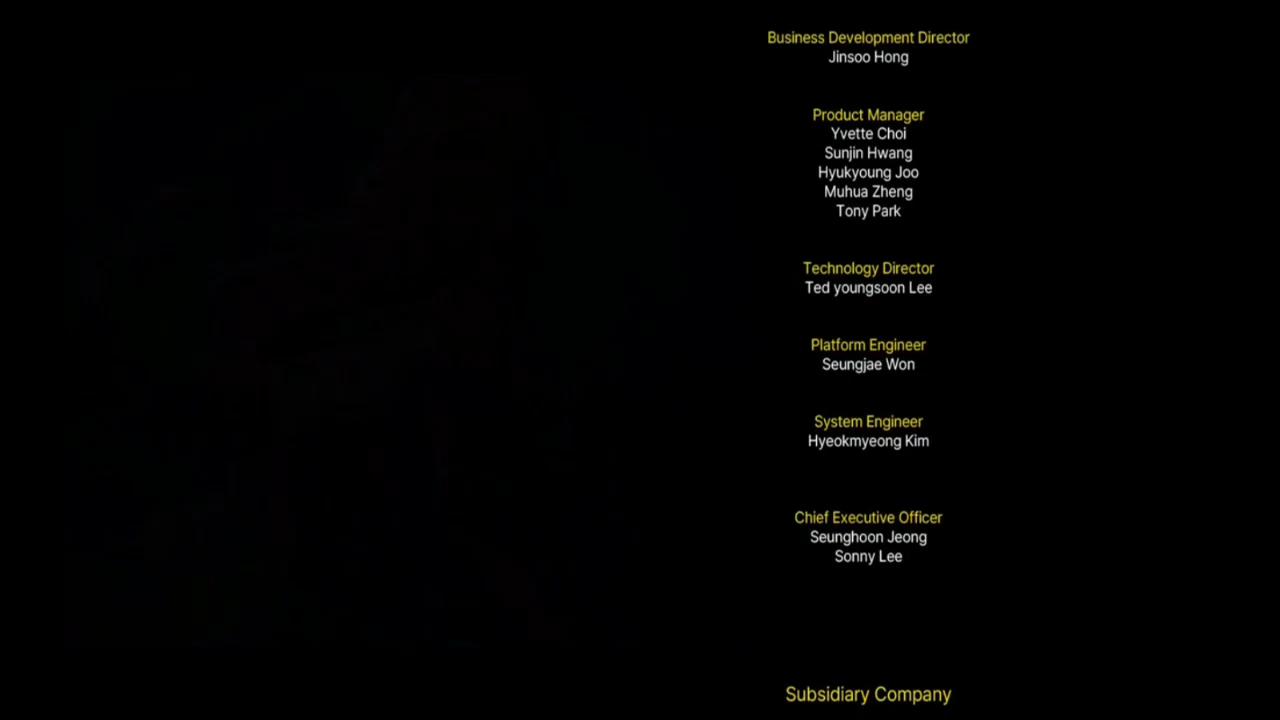 Business Development Director
Jinsoo Hong
Product Manager
Yvette Choi
Sunjin Hwang
Hyukyoung Joo
Muhua Zheng
Tony Park
Technology Director
Ted youngsoon Lee
Platform Engineer
Seungjae Won
System Engineer
Hyeokmyeong Kim
Chief Executive Officer
Seunghoon Jeong
Sonny Lee
Subsidiary Company